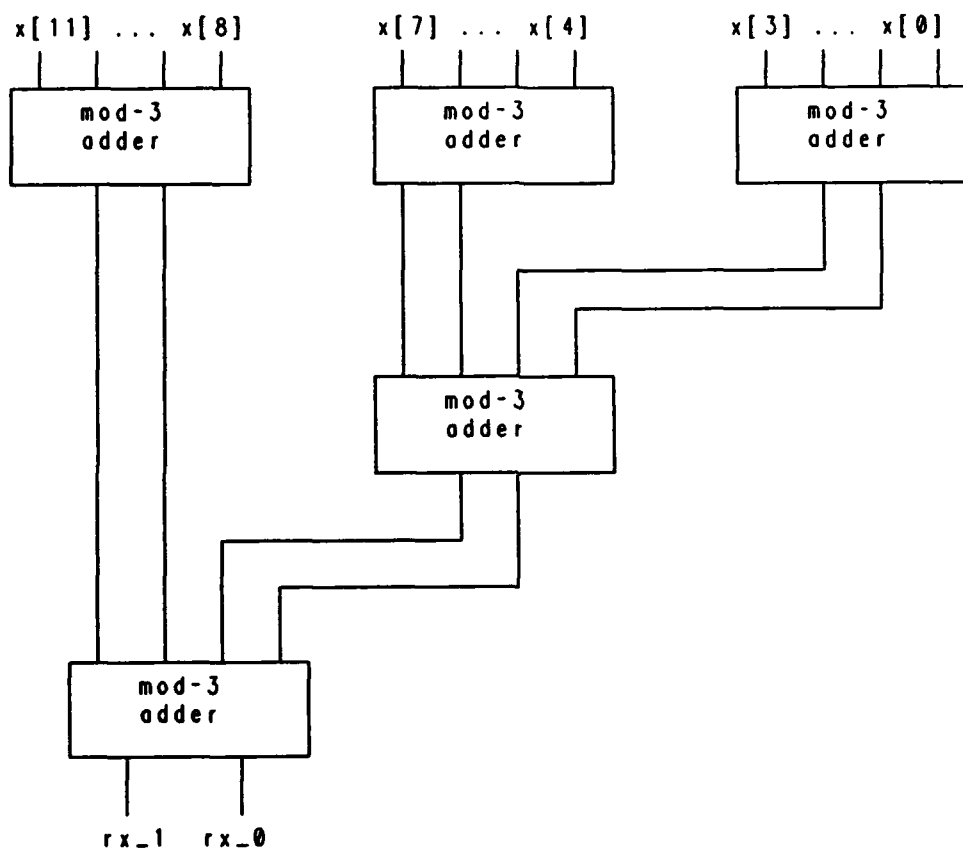 x[11] ... x[8]
x[7] ... x[4]
x[3] ... x[0]
mod-3
adder
mod-3
adder
mod-3
adder
mod-3
adder
mod-3
adder
rx_1
rx_0